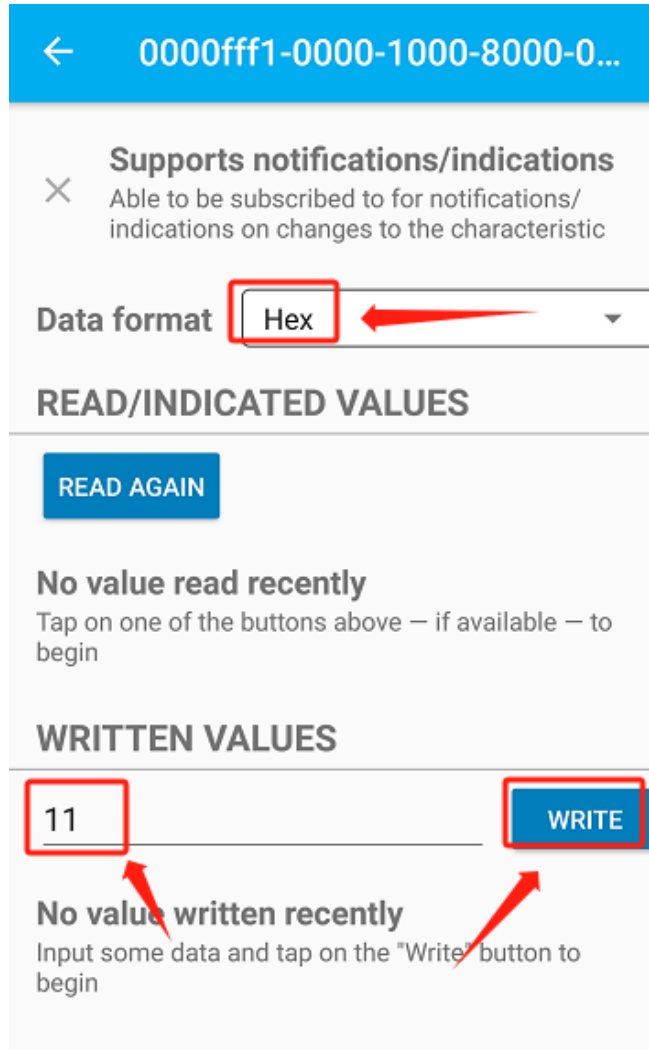 0000fff1-0000-1000-8000-0...
Supports notifications/indications
Able to be subscribed to for notifications/
indications on changes to the characteristic
Data format Hex
READ/INDICATED VALUES
READ AGAIN
No value read recently
Tap on one of the buttons above — if available — to
begin
WRITTEN VALUES
11 WRITE
No value written recently
Input some data and tap on the "Write" button to
begin